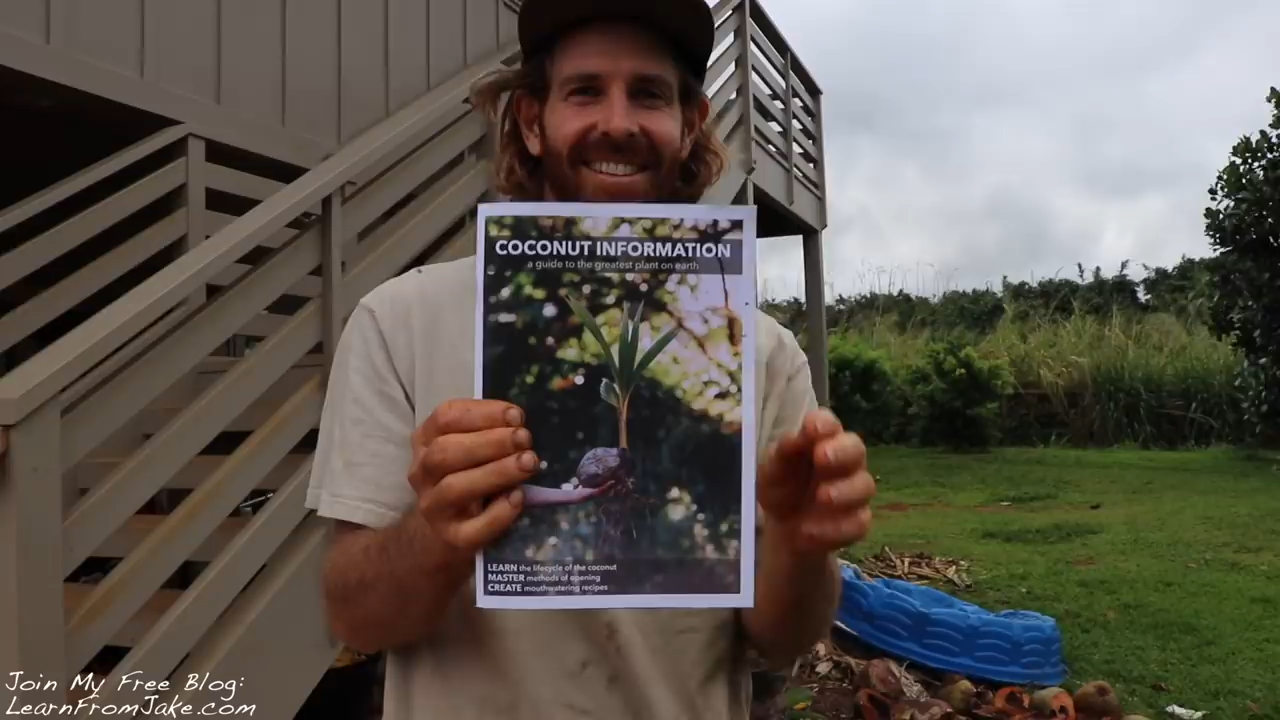 COCONUT INFORMATION
a guide to the greatest plant on earth
LEARN the lifecycle of the coconut
MASTER methods of opening
CREATE mouthwatering recipes
Join My Free Blog:
LearnFromJake.com